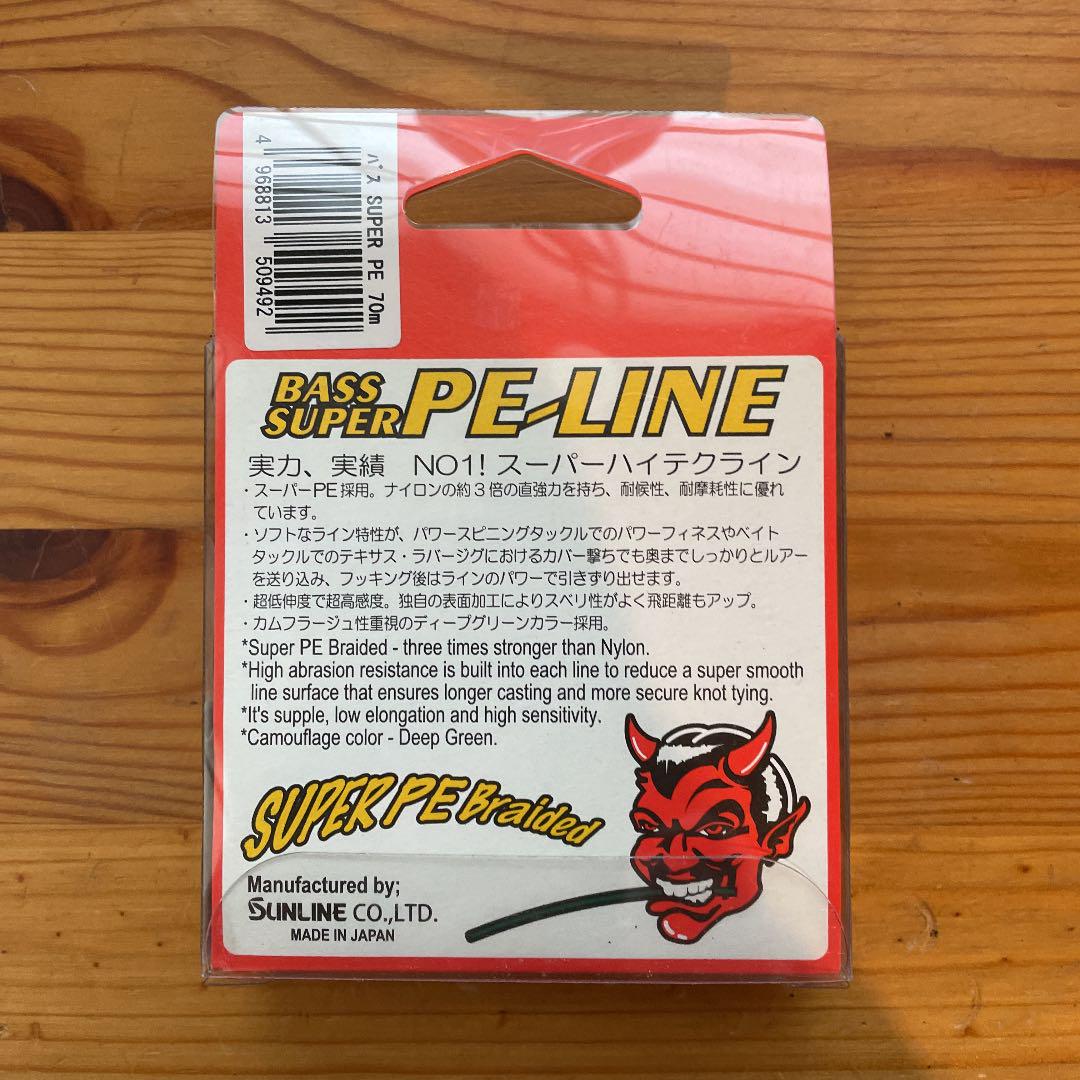 バス SUPER PE 70m
4 968813 509492
BASS SUPER PE-LINE
実力、実績 NO1! スーパーハイテクライン
・スーパーPE採用。ナイロンの約3倍の直強力を持ち、耐候性、耐摩耗性に優れ
ています。
・ソフトなライン特性が、パワースピニングタックルでのパワーフィネスやベイト
タックルでのテキサス・ラバージグにおけるカバー撃ちでも奥までしっかりとルアー
を送り込み、フッキング後はラインのパワーで引きずり出せます。
・超低伸度で超高感度。独自の表面加工によりスベリ性がよく飛距離もアップ。
・カムフラージュ性重視のディープグリーンカラー採用。
*Super PE Braided - three times stronger than Nylon.
*High abrasion resistance is built into each line to reduce a super smooth
line surface that ensures longer casting and more secure knot tying.
*It's supple, low elongation and high sensitivity.
*Camouflage color - Deep Green.
SUPER PE Braided
Manufactured by;
SUNLINE CO.,LTD.
MADE IN JAPAN